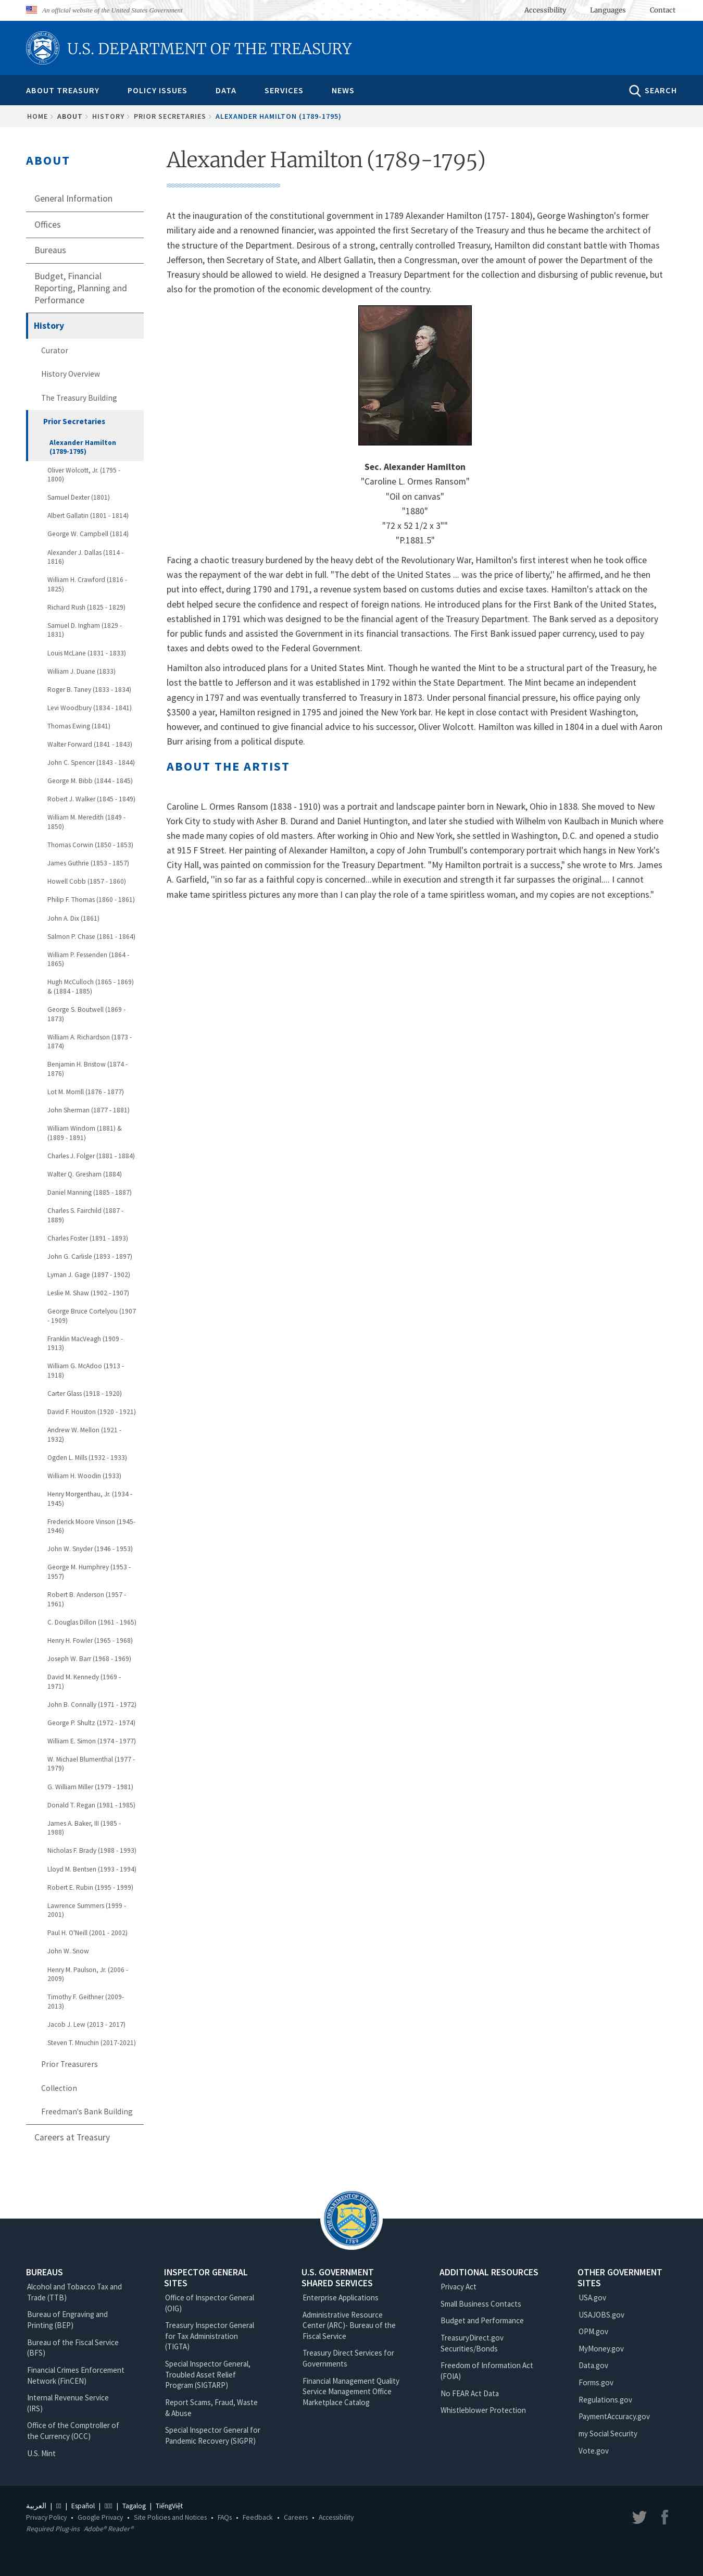 An official website of the United States Government
Accessibility
Languages
Contact
U.S. DEPARTMENT OF THE TREASURY
ABOUT TREASURY
POLICY ISSUES
DATA
SERVICES
NEWS
SEARCH
HOME > ABOUT > HISTORY > PRIOR SECRETARIES > ALEXANDER HAMILTON (1789-1795)
ABOUT
General Information
Offices
Bureaus
Budget, Financial
Reporting, Planning and
Performance
History
Curator
History Overview
The Treasury Building
Prior Secretaries
Alexander Hamilton
(1789-1795)
Oliver Wolcott, Jr. (1795 -
1800)
Samuel Dexter (1801)
Albert Gallatin (1801 - 1814)
George W. Campbell (1814)
Alexander J. Dallas (1814 -
1816)
William H. Crawford (1816 -
1825)
Richard Rush (1825 - 1829)
Samuel D. Ingham (1829 -
1831)
Louis McLane (1831 - 1833)
William J. Duane (1833)
Roger B. Taney (1833 - 1834)
Levi Woodbury (1834 - 1841)
Thomas Ewing (1841)
Walter Forward (1841 - 1843)
John C. Spencer (1843 - 1844)
George M. Bibb (1844 - 1845)
Robert J. Walker (1845 - 1849)
William M. Meredith (1849 -
1850)
Thomas Corwin (1850 - 1853)
James Guthrie (1853 - 1857)
Howell Cobb (1857 - 1860)
Philip F. Thomas (1860 - 1861)
John A. Dix (1861)
Salmon P. Chase (1861 - 1864)
William P. Fessenden (1864 -
1865)
Hugh McCulloch (1865 - 1869)
& (1884 - 1885)
George S. Boutwell (1869 -
1873)
William A. Richardson (1873 -
1874)
Benjamin H. Bristow (1874 -
1876)
Lot M. Morrill (1876 - 1877)
John Sherman (1877 - 1881)
William Windom (1881) &
(1889 - 1891)
Charles J. Folger (1881 - 1884)
Walter Q. Gresham (1884)
Daniel Manning (1885 - 1887)
Charles S. Fairchild (1887 -
1889)
Charles Foster (1891 - 1893)
John G. Carlisle (1893 - 1897)
Lyman J. Gage (1897 - 1902)
Leslie M. Shaw (1902 - 1907)
George Bruce Cortelyou (1907
- 1909)
Franklin MacVeagh (1909 -
1913)
William G. McAdoo (1913 -
1918)
Carter Glass (1918 - 1920)
David F. Houston (1920 - 1921)
Andrew W. Mellon (1921 -
1932)
Ogden L. Mills (1932 - 1933)
William H. Woodin (1933)
Henry Morgenthau, Jr. (1934 -
1945)
Frederick Moore Vinson (1945-
1946)
John W. Snyder (1946 - 1953)
George M. Humphrey (1953 -
1957)
Robert B. Anderson (1957 -
1961)
C. Douglas Dillon (1961 - 1965)
Henry H. Fowler (1965 - 1968)
Joseph W. Barr (1968 - 1969)
David M. Kennedy (1969 -
1971)
John B. Connally (1971 - 1972)
George P. Shultz (1972 - 1974)
William E. Simon (1974 - 1977)
W. Michael Blumenthal (1977 -
1979)
G. William Miller (1979 - 1981)
Donald T. Regan (1981 - 1985)
James A. Baker, III (1985 -
1988)
Nicholas F. Brady (1988 - 1993)
Lloyd M. Bentsen (1993 - 1994)
Robert E. Rubin (1995 - 1999)
Lawrence Summers (1999 -
2001)
Paul H. O'Neill (2001 - 2002)
John W. Snow
Henry M. Paulson, Jr. (2006 -
2009)
Timothy F. Geithner (2009-
2013)
Jacob J. Lew (2013 - 2017)
Steven T. Mnuchin (2017-2021)
Prior Treasurers
Collection
Freedman's Bank Building
Careers at Treasury
Alexander Hamilton (1789-1795)
At the inauguration of the constitutional government in 1789 Alexander Hamilton (1757- 1804), George Washington's former
military aide and a renowned financier, was appointed the first Secretary of the Treasury and thus he became the architect of
the structure of the Department. Desirous of a strong, centrally controlled Treasury, Hamilton did constant battle with Thomas
Jefferson, then Secretary of State, and Albert Gallatin, then a Congressman, over the amount of power the Department of the
Treasury should be allowed to wield. He designed a Treasury Department for the collection and disbursing of public revenue, but
also for the promotion of the economic development of the country.
Sec. Alexander Hamilton
"Caroline L. Ormes Ransom"
"Oil on canvas"
"1880"
"72 x 52 1/2 x 3""
"P.1881.5"
Facing a chaotic treasury burdened by the heavy debt of the Revolutionary War, Hamilton's first interest when he took office
was the repayment of the war debt in full. "The debt of the United States ... was the price of liberty,'' he affirmed, and he then
put into effect, during 1790 and 1791, a revenue system based on customs duties and excise taxes. Hamilton's attack on the
debt helped secure the confidence and respect of foreign nations. He introduced plans for the First Bank of the United States,
established in 1791 which was designed to be the financial agent of the Treasury Department. The Bank served as a depository
for public funds and assisted the Government in its financial transactions. The First Bank issued paper currency, used to pay
taxes and debts owed to the Federal Government.
Hamilton also introduced plans for a United States Mint. Though he wanted the Mint to be a structural part of the Treasury, he
lost the battle to Jefferson and it was established in 1792 within the State Department. The Mint became an independent
agency in 1797 and was eventually transferred to Treasury in 1873. Under personal financial pressure, his office paying only
$3500 a year, Hamilton resigned in 1795 and joined the New York bar. He kept in close contact with President Washington,
however, and continued to give financial advice to his successor, Oliver Wolcott. Hamilton was killed in 1804 in a duel with Aaron
Burr arising from a political dispute.
ABOUT THE ARTIST
Caroline L. Ormes Ransom (1838 - 1910) was a portrait and landscape painter born in Newark, Ohio in 1838. She moved to New
York City to study with Asher B. Durand and Daniel Huntington, and later she studied with Wilhelm von Kaulbach in Munich where
she made many copies of old masters. After working in Ohio and New York, she settled in Washington, D.C. and opened a studio
at 915 F Street. Her painting of Alexander Hamilton, a copy of John Trumbull's contemporary portrait which hangs in New York's
City Hall, was painted on commission for the Treasury Department. "My Hamilton portrait is a success," she wrote to Mrs. James
A. Garfield, ''in so far as a faithful copy is concerned...while in execution and strength it far surpasses the original.... I cannot
make tame spiritless pictures any more than I can play the role of a tame spiritless woman, and my copies are not exceptions."
BUREAUS
Alcohol and Tobacco Tax and
Trade (TTB)
Bureau of Engraving and
Printing (BEP)
Bureau of the Fiscal Service
(BFS)
Financial Crimes Enforcement
Network (FinCEN)
Internal Revenue Service
(IRS)
Office of the Comptroller of
the Currency (OCC)
U.S. Mint
INSPECTOR GENERAL
SITES
Office of Inspector General
(OIG)
Treasury Inspector General
for Tax Administration
(TIGTA)
Special Inspector General,
Troubled Asset Relief
Program (SIGTARP)
Report Scams, Fraud, Waste
& Abuse
Special Inspector General for
Pandemic Recovery (SIGPR)
U.S. GOVERNMENT
SHARED SERVICES
Enterprise Applications
Administrative Resource
Center (ARC)- Bureau of the
Fiscal Service
Treasury Direct Services for
Governments
Financial Management Quality
Service Management Office
Marketplace Catalog
ADDITIONAL RESOURCES
Privacy Act
Small Business Contacts
Budget and Performance
TreasuryDirect.gov
Securities/Bonds
Freedom of Information Act
(FOIA)
No FEAR Act Data
Whistleblower Protection
OTHER GOVERNMENT
SITES
USA.gov
USAJOBS.gov
OPM.gov
MyMoney.gov
Data.gov
Forms.gov
Regulations.gov
PaymentAccuracy.gov
my Social Security
Vote.gov
العربية | | Español | | Tagalog | TiếngViệt
Privacy Policy • Google Privacy • Site Policies and Notices • FAQs • Feedback • Careers • Accessibility
Required Plug-ins Adobe® Reader®